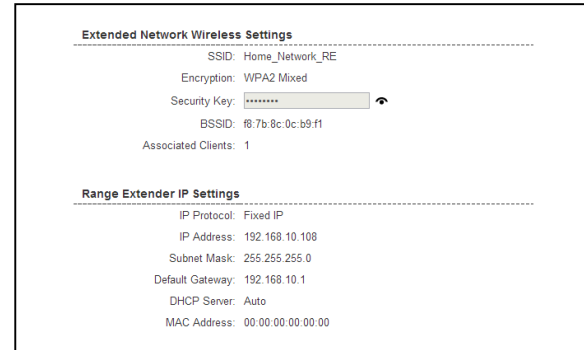 Extended Network Wireless Settings
SSID: Home_Network_RE
Encryption: WPA2 Mixed
Security Key: ••••••••
BSSID: f8:7b:8c:0c:b9:f1
Associated Clients: 1
Range Extender IP Settings
IP Protocol: Fixed IP
IP Address: 192.168.10.108
Subnet Mask: 255.255.255.0
Default Gateway: 192.168.10.1
DHCP Server: Auto
MAC Address: 00:00:00:00:00:00